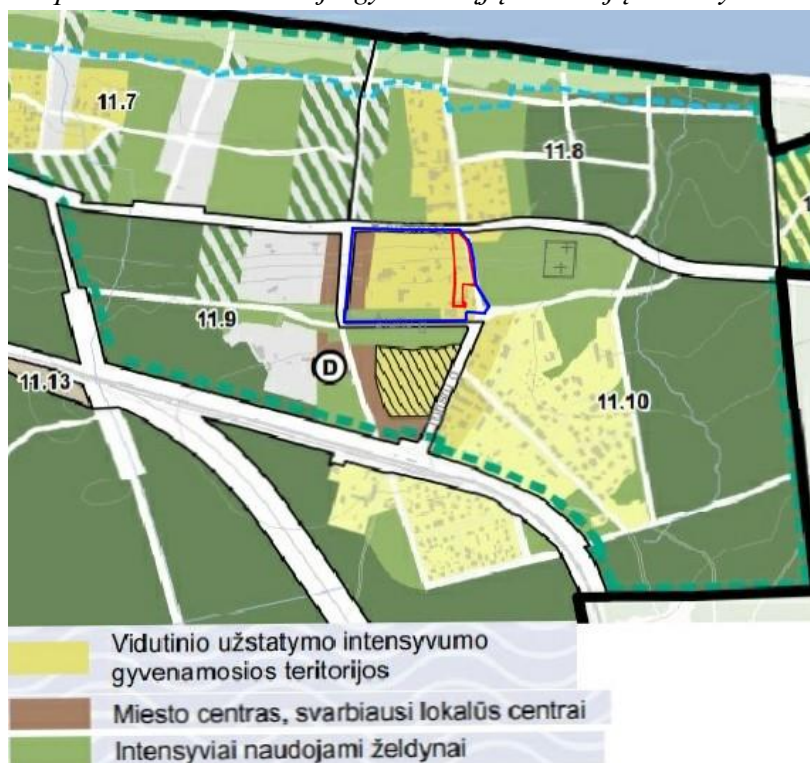 11.7
11.8
11.9
D
11.13
11.10
Vidutinio užstatymo intensyvumo
gyvenamosios teritorijos
Miesto centras, svarbiausi lokalūs centrai
Intensyviai naudojami želdynai